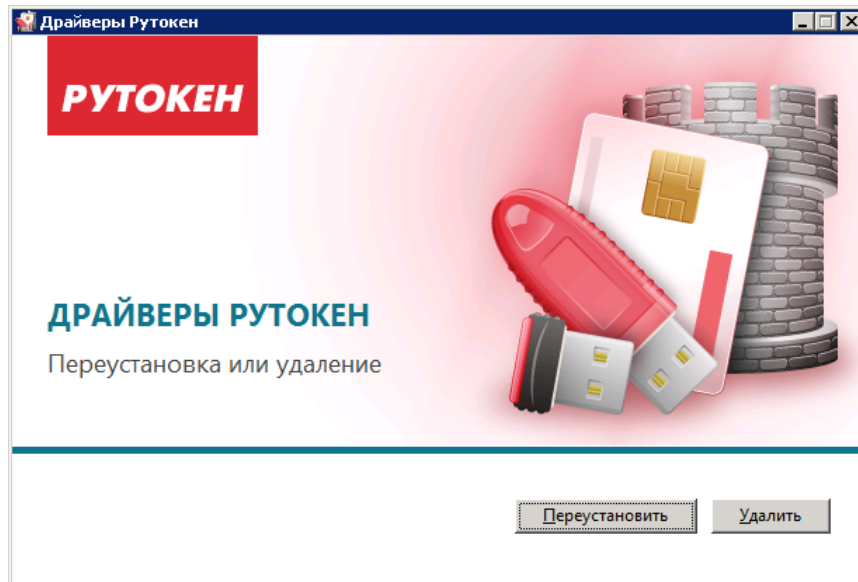 Драйверы Рутокен
РУТОКЕН
ДРАЙВЕРЫ РУТОКЕН
Переустановка или удаление
Переустановить
Удалить